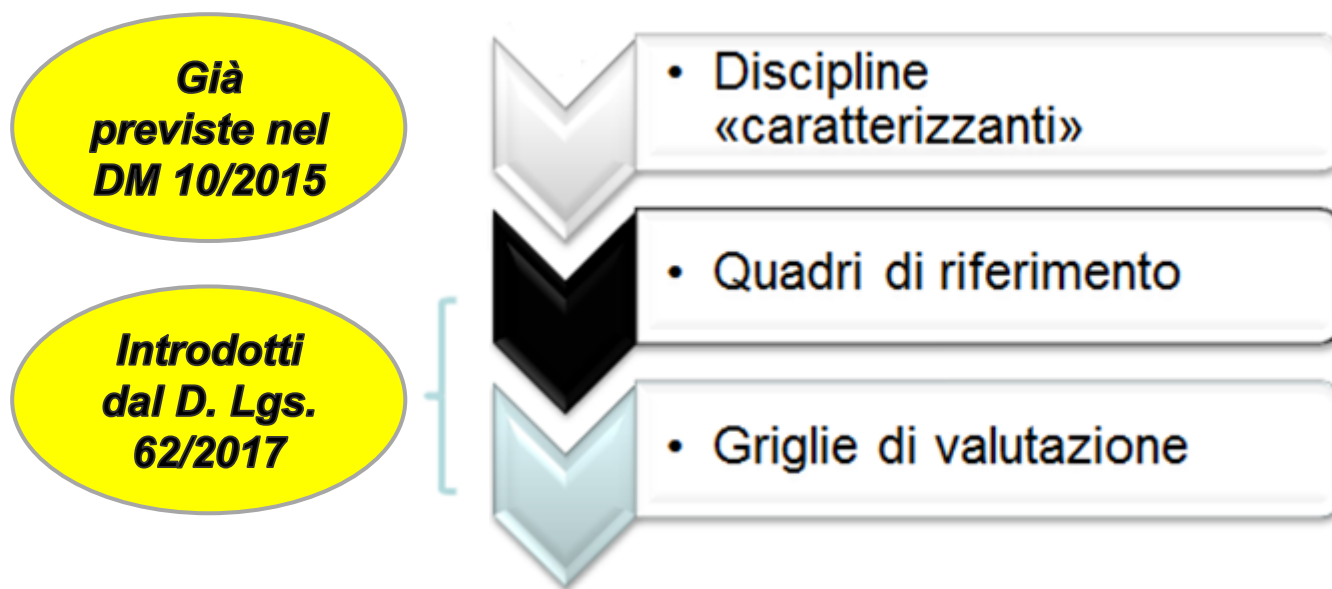 Già
previste nel
DM 10/2015
• Discipline
«caratterizzanti»
Introdotti
dal D. Lgs.
62/2017
• Quadri di riferimento
• Griglie di valutazione